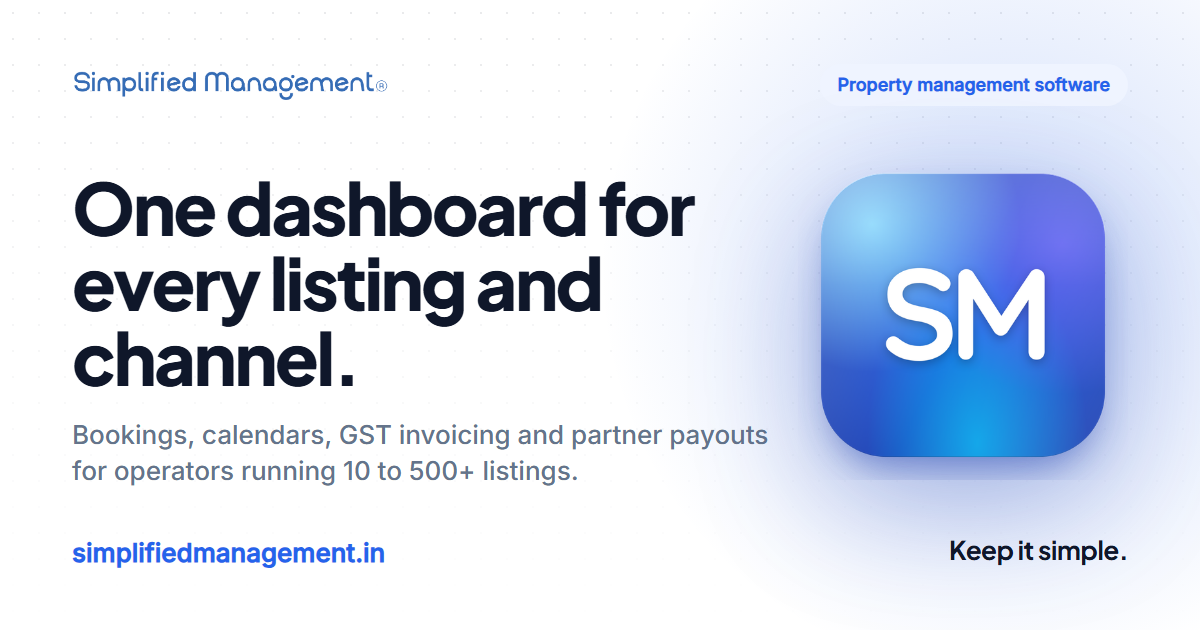 Simplified Management®
Property management software
One dashboard for
every listing and
channel.
SM
Bookings, calendars, GST invoicing and partner payouts
for operators running 10 to 500+ listings.
simplifiedmanagement.in
Keep it simple.